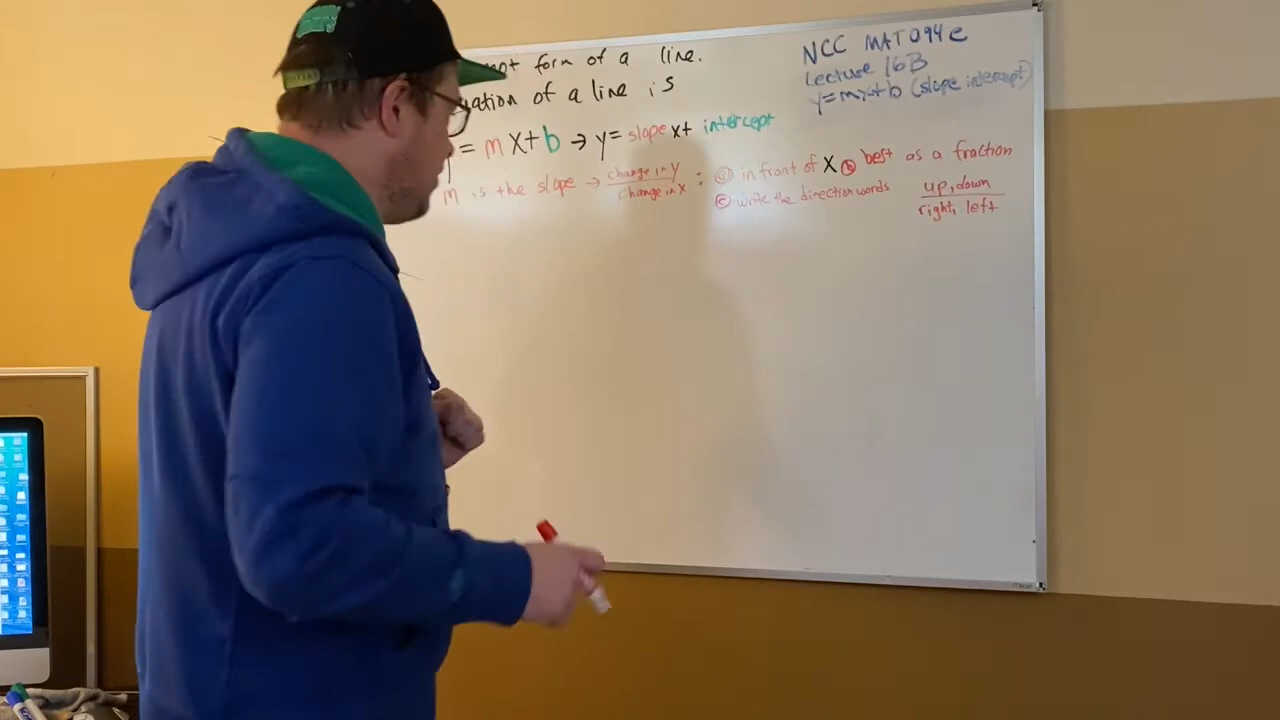 form of a line.
of a line is
= mx+b → y= slope x+ intercept
m is the slope → change in y / change in x : ⓐ in front of x ⓑ best as a fraction
ⓒ write the direction words up, down / right, left
NCC MAT094e
Lecture 16B
y=mx+b (slope intercept)